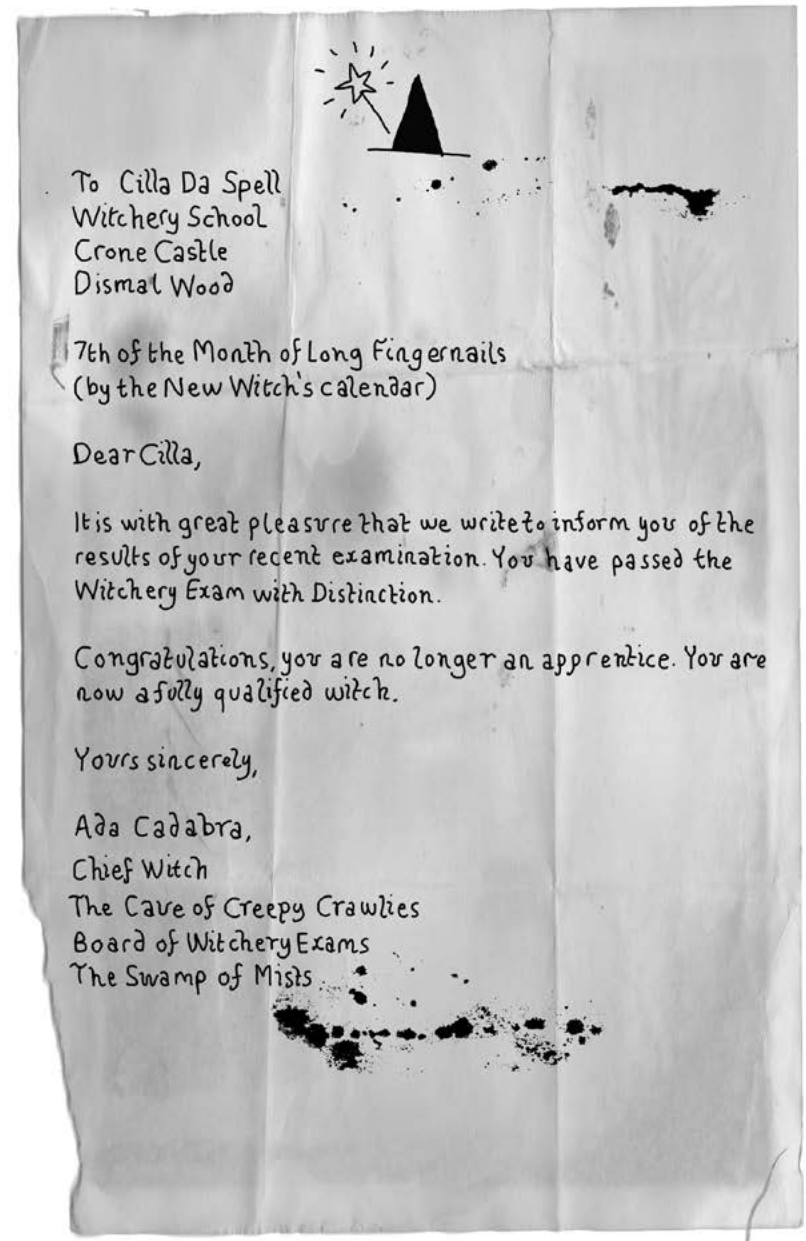 To Cilla Da Spell
Witchery School
Crone Castle
Dismal Wood
7th of the Month of Long Fingernails
(by the New Witch's calendar)
Dear Cilla,
It is with great pleasure that we write to inform you of the
results of your recent examination. You have passed the
Witchery Exam with Distinction.
Congratulations, you are no longer an apprentice. You are
now a fully qualified witch.
Yours sincerely,
Ada Cadabra,
Chief Witch
The Cave of Creepy Crawlies
Board of Witchery Exams
The Swamp of Mists